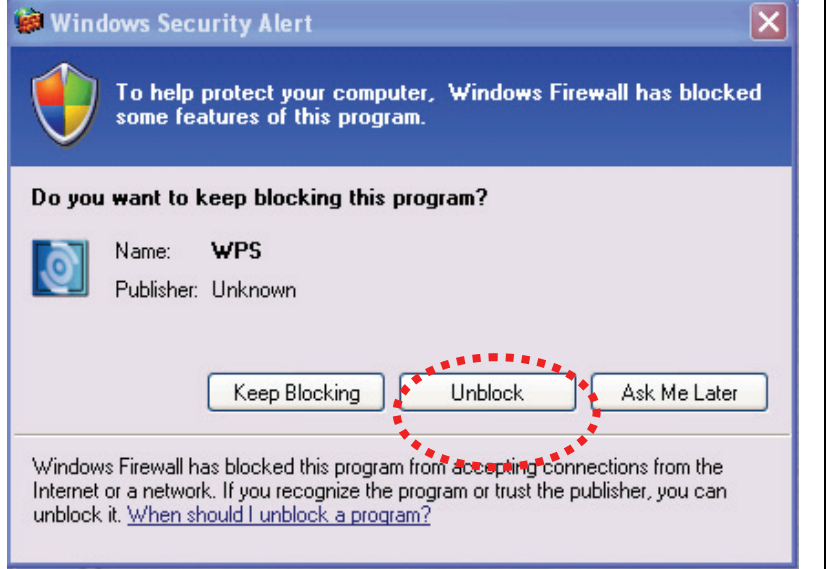 Windows Security Alert
To help protect your computer, Windows Firewall has blocked
some features of this program.
Do you want to keep blocking this program?
Name: WPS
Publisher: Unknown
Keep Blocking Unblock Ask Me Later
Windows Firewall has blocked this program from accepting connections from the
Internet or a network. If you recognize the program or trust the publisher, you can
unblock it. When should I unblock a program?